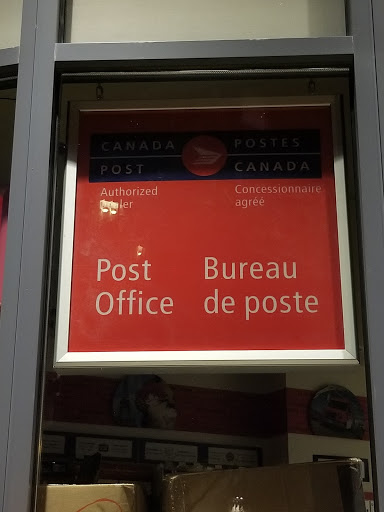 CANADA POSTES
POST CANADA
Authorized
Concessionnaire
agréé
Post
Office
Bureau
de poste